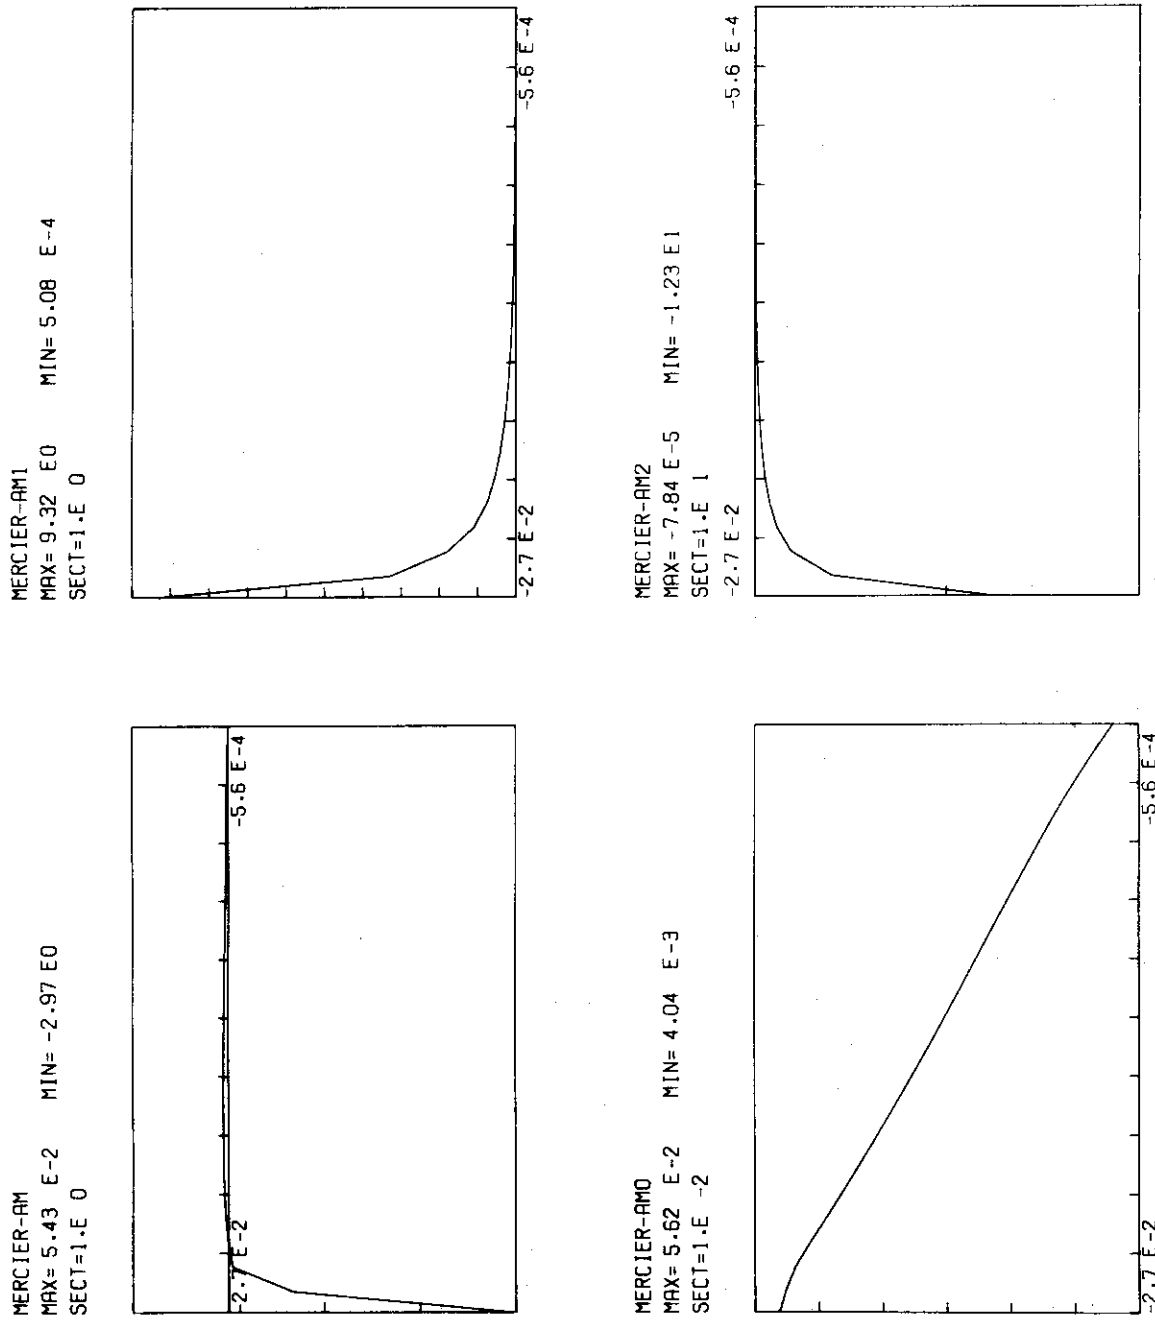 MERCIER-AM
MAX= 5.43 E-2 MIN= -2.97 E0
SECT=1.E 0
-2.7 E-2
-5.6 E-4
MERCIER-AM1
MAX= 9.32 E0 MIN= 5.08 E-4
SECT=1.E 0
-2.7 E-2
-5.6 E-4
MERCIER-AM0
MAX= 5.62 E-2 MIN= 4.04 E-3
SECT=1.E -2
-2.7 E-2
-5.6 E-4
MERCIER-AM2
MAX= -7.84 E-5 MIN= -1.23 E1
SECT=1.E 1
-2.7 E-2
-5.6 E-4